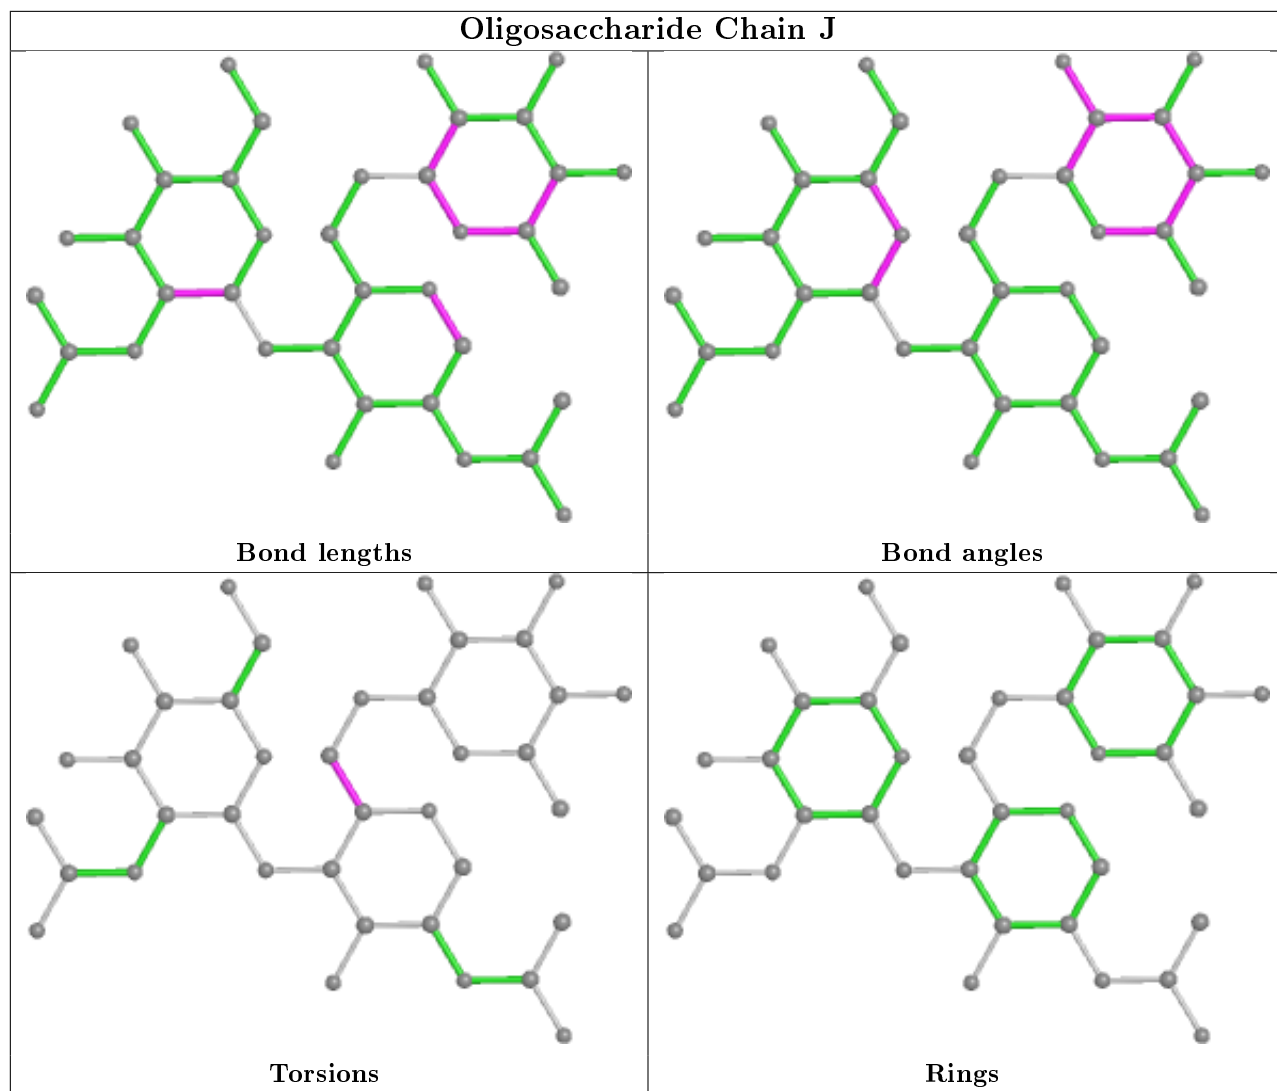 Oligosaccharide Chain J
Bond lengths
Bond angles
Torsions
Rings